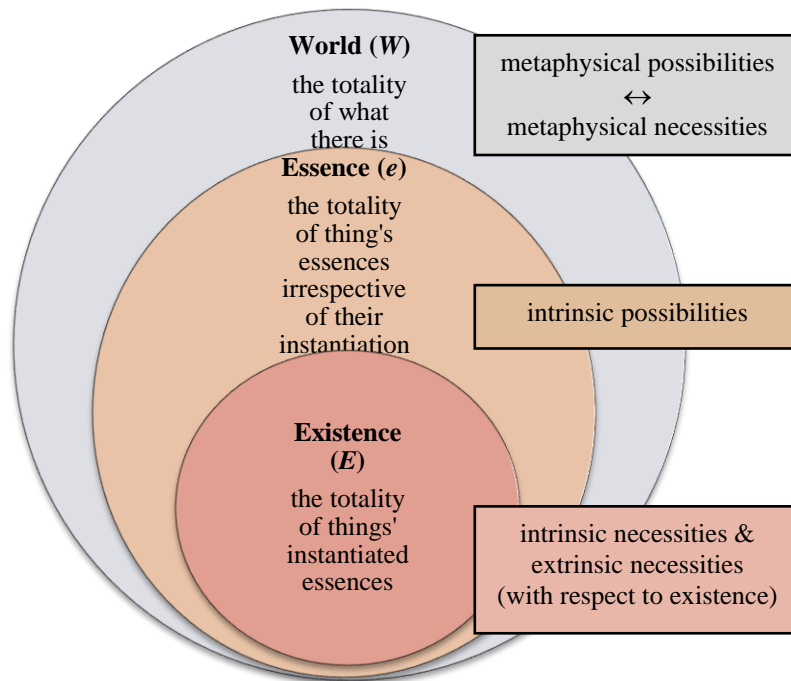 World (W)
the totality
of what
there is
metaphysical possibilities
↔
metaphysical necessities
Essence (e)
the totality
of thing's
essences
irrespective
of their
instantiation
intrinsic possibilities
Existence
(E)
the totality
of things'
instantiated
essences
intrinsic necessities &
extrinsic necessities
(with respect to existence)